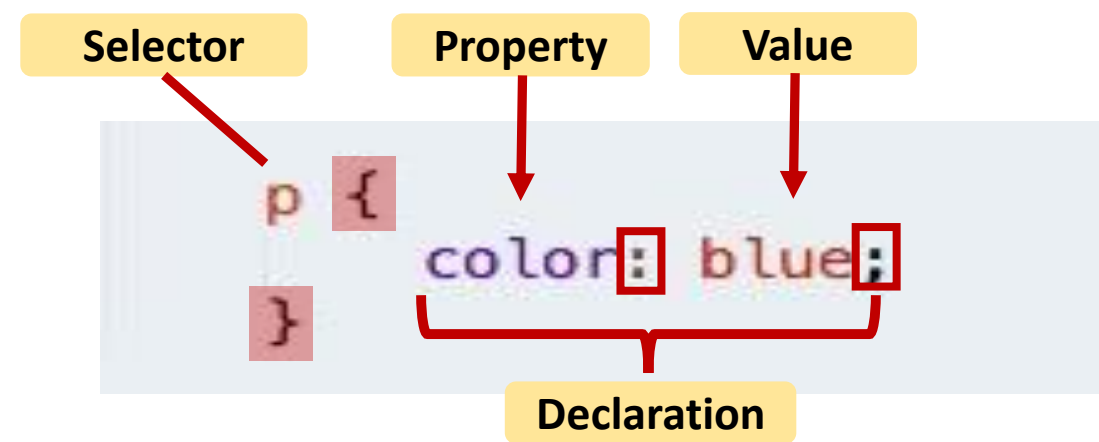 Selector Property Value
p {
color: blue;
}
Declaration